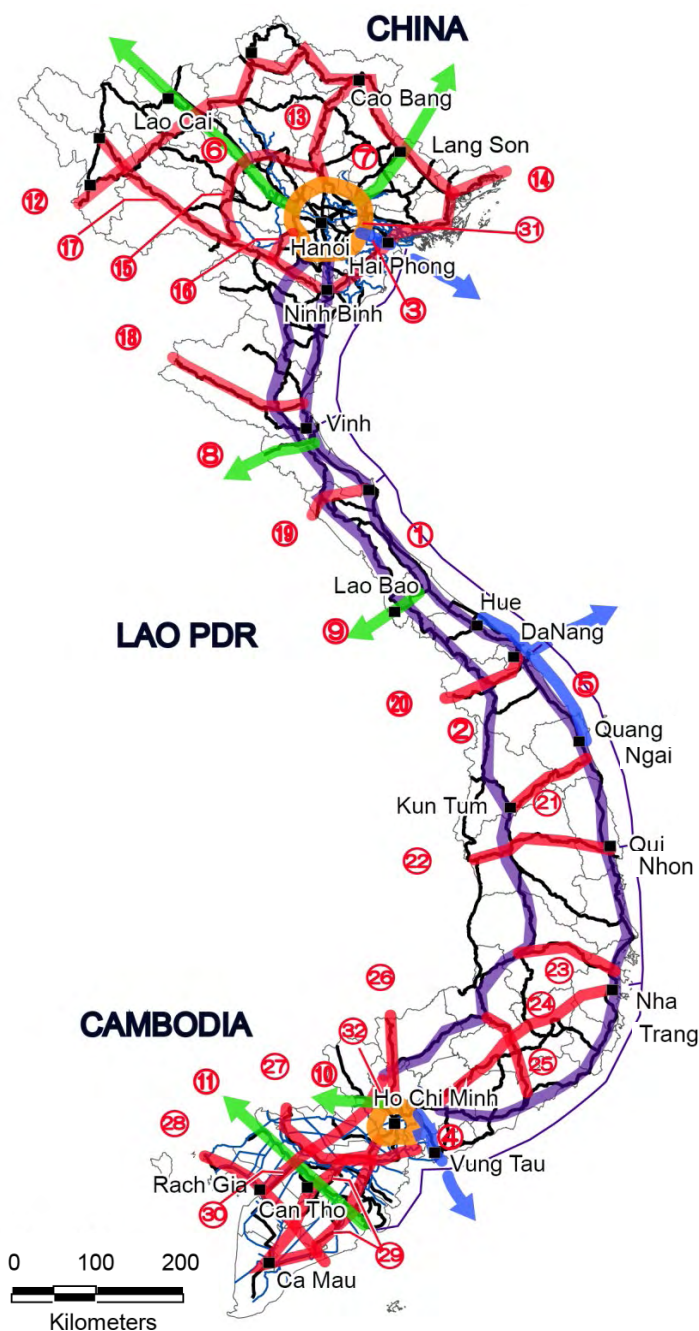 CHINA
Cao Bang
Lao Cai
⑬
Lang Son
⑥
⑦
⑭
⑫
⑰
⑮
⑯
Hanoi
㉛
Hai Phong
③
Ninh Binh
⑱
Vinh
⑧
⑲
①
Lao Bao
Hue
LAO PDR
⑨
DaNang
⑳
②
⑤
Quang
Ngai
Kun Tum
㉑
㉒
Qui
Nhon
㉖
㉓
㉔
Nha
Trang
CAMBODIA
㉜
㉕
⑪
㉗
⑩
Ho Chi Minh
㉘
④
Vung Tau
Rach Gia
㉚
Can Tho
㉙
Ca Mau
0 100 200
Kilometers